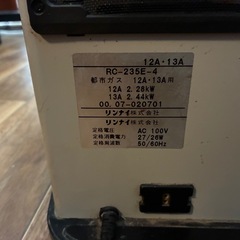 12A・13A
RC-235E-4
都市ガス 12A・13A用
12A 2.28kW
13A 2.44kW
00.07-020701
リンナイ株式会社
リンナイ株式会社
定格電圧 AC 100V
定格消費電力 27/26W
定格周波数 50/60Hz